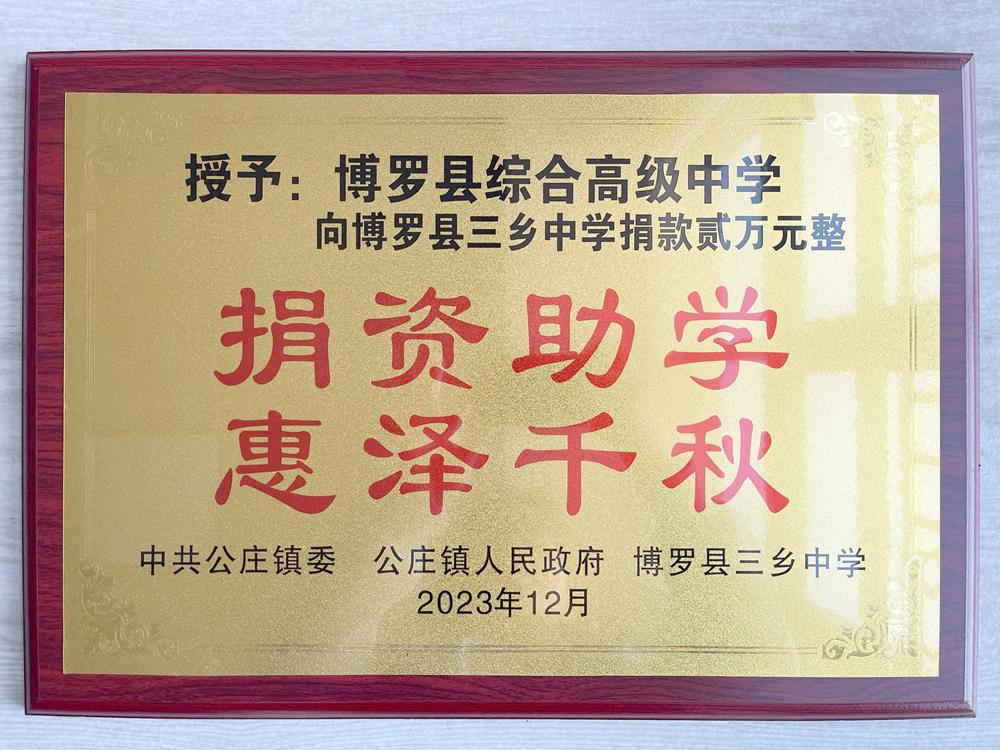 授予：博罗县综合高级中学
向博罗县三乡中学捐款贰万元整
捐资助学
惠泽千秋
中共公庄镇委 公庄镇人民政府 博罗县三乡中学
2023年12月